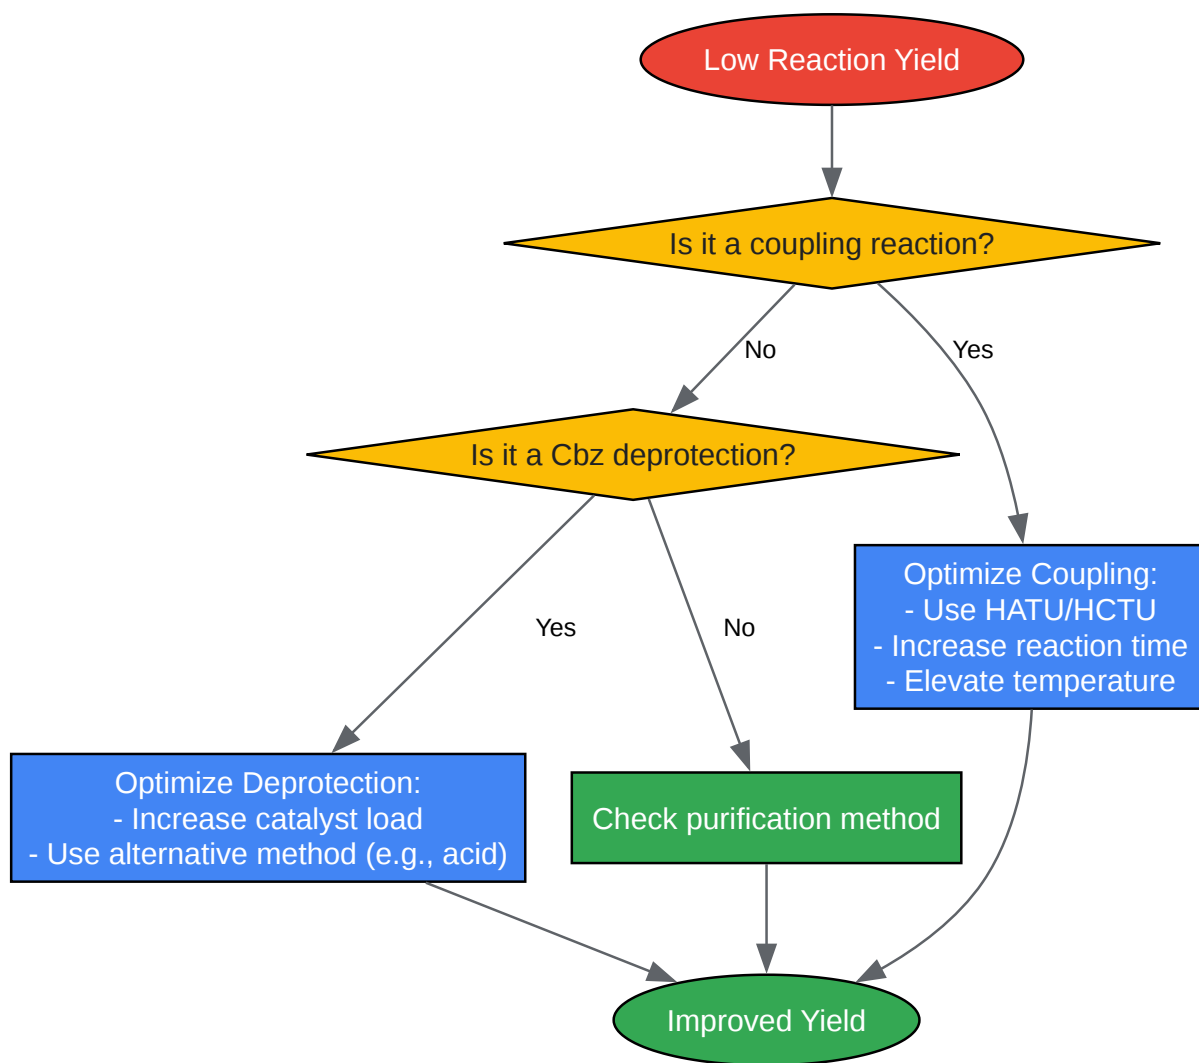 Low Reaction Yield
Is it a coupling reaction?
No
Yes
Is it a Cbz deprotection?
Yes
No
Optimize Coupling:
- Use HATU/HCTU
- Increase reaction time
- Elevate temperature
Optimize Deprotection:
- Increase catalyst load
- Use alternative method (e.g., acid)
Check purification method
Improved Yield